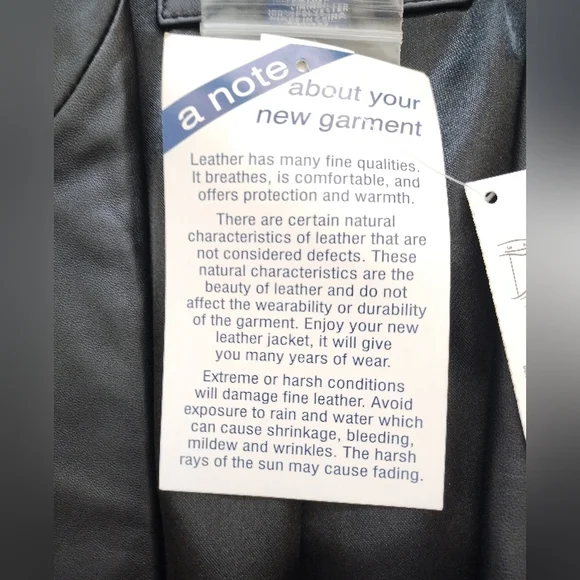 a note
about your
new garment
Leather has many fine qualities.
It breathes, is comfortable, and
offers protection and warmth.
There are certain natural
characteristics of leather that are
not considered defects. These
natural characteristics are the
beauty of leather and do not
affect the wearability or durability
of the garment. Enjoy your new
leather jacket, it will give
you many years of wear.
Extreme or harsh conditions
will damage fine leather. Avoid
exposure to rain and water which
can cause shrinkage, bleeding,
mildew and wrinkles. The harsh
rays of the sun may cause fading.